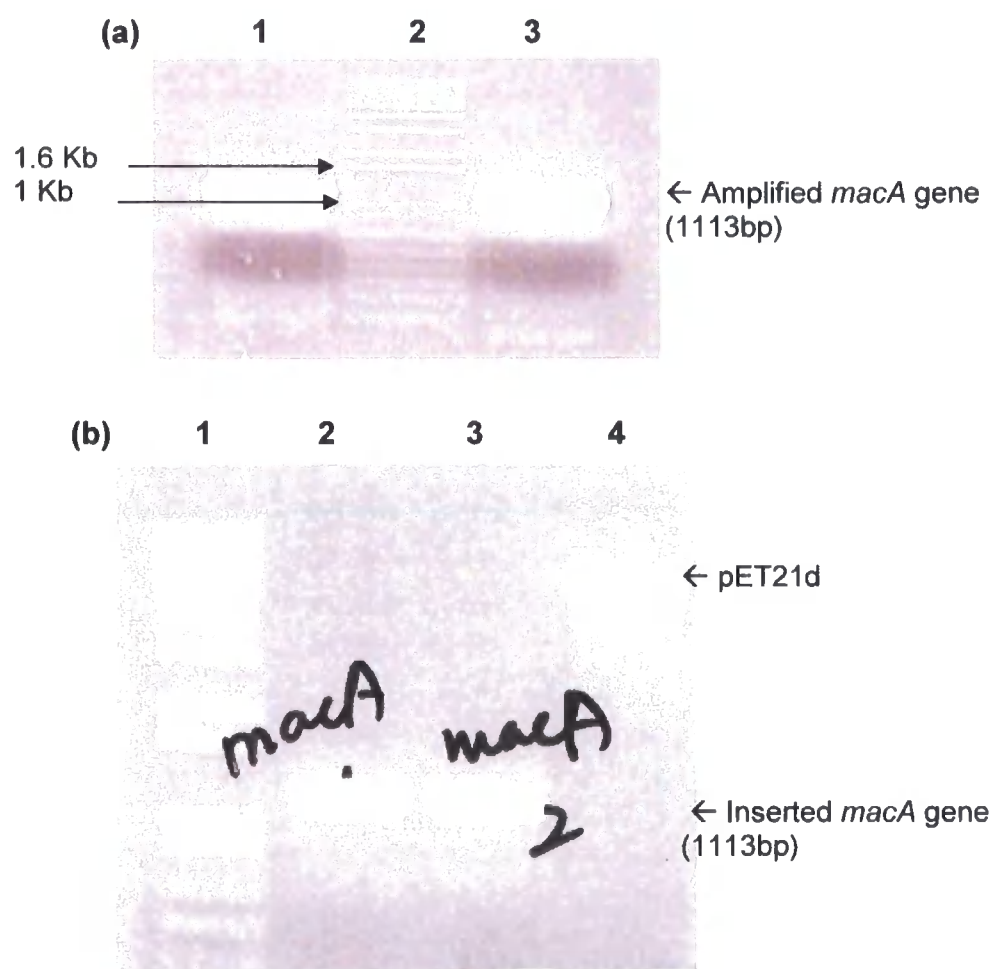 (a) 1 2 3
1.6 Kb
1 Kb
← Amplified macA gene
(1113bp)
(b) 1 2 3 4
← pET21d
macA macA
2
← Inserted macA gene
(1113bp)